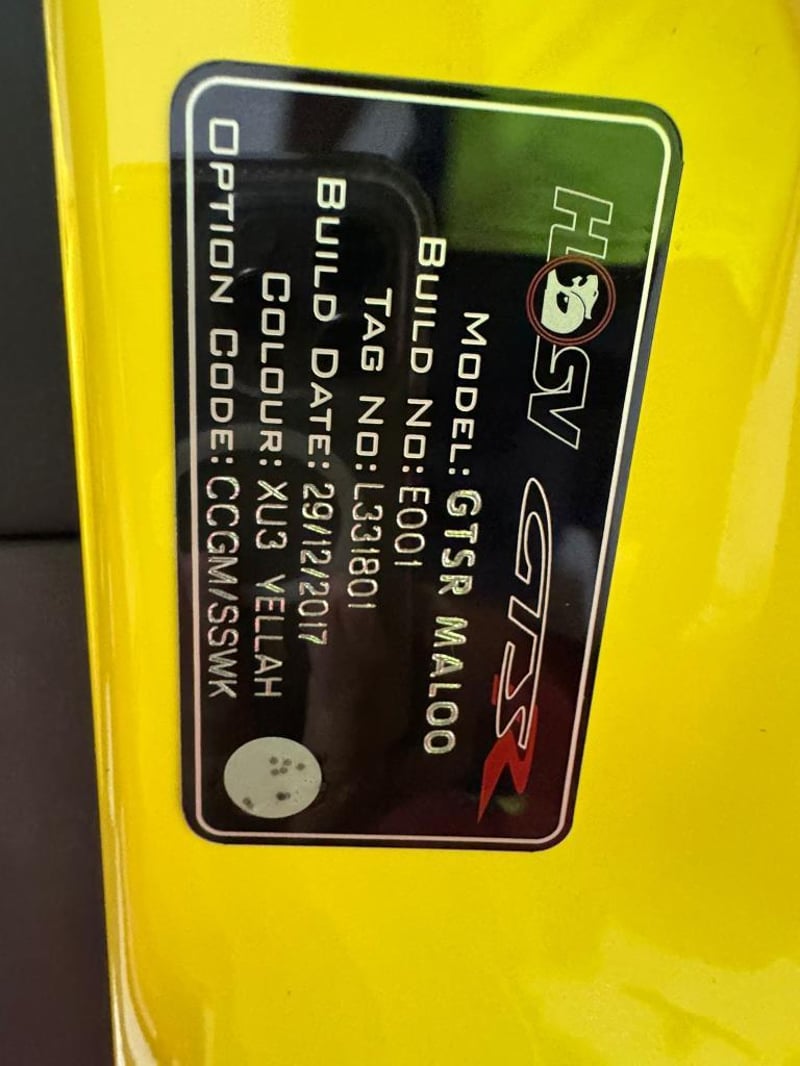 HSV GTSR
MODEL: GTSR MALOO
BUILD NO: E001
TAG NO: L331801
BUILD DATE: 29/12/2017
COLOUR: XU3 YELLAH
OPTION CODE: CCGM/SSWK